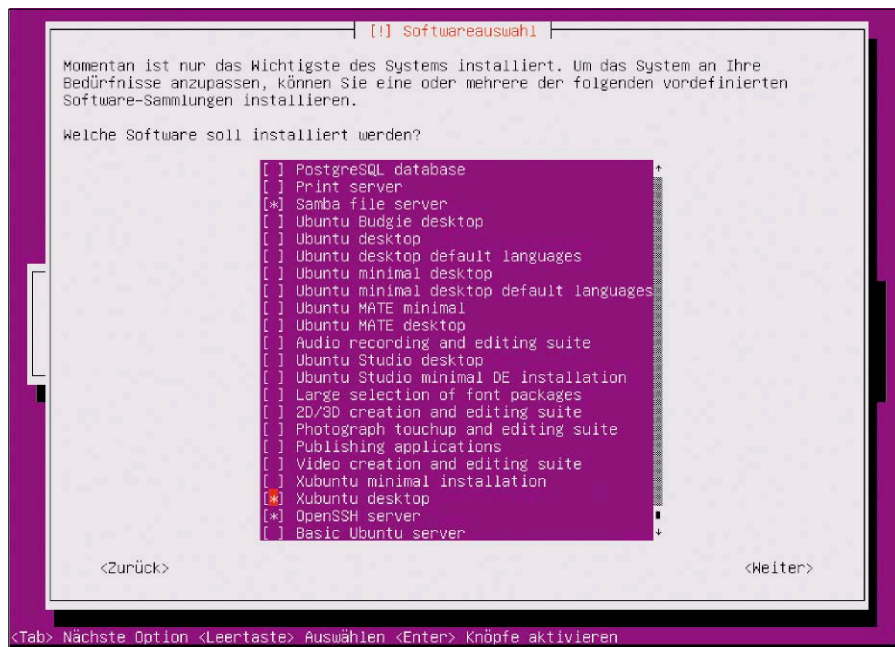 [!] Softwareauswahl
Momentan ist nur das Wichtigste des Systems installiert. Um das System an Ihre
Bedürfnisse anzupassen, können Sie eine oder mehrere der folgenden vordefinierten
Software-Sammlungen installieren.
Welche Software soll installiert werden?
[ ] PostgreSQL database
[ ] Print server
[*] Samba file server
[ ] Ubuntu Budgie desktop
[ ] Ubuntu desktop
[ ] Ubuntu desktop default languages
[ ] Ubuntu minimal desktop
[ ] Ubuntu minimal desktop default languages
[ ] Ubuntu MATE minimal
[ ] Ubuntu MATE desktop
[ ] Audio recording and editing suite
[ ] Ubuntu Studio desktop
[ ] Ubuntu Studio minimal DE installation
[ ] Large selection of font packages
[ ] 2D/3D creation and editing suite
[ ] Photograph touchup and editing suite
[ ] Publishing applications
[ ] Video creation and editing suite
[ ] Xubuntu minimal installation
[*] Xubuntu desktop
[*] OpenSSH server
[ ] Basic Ubuntu server
<Zurück> <Weiter>
<Tab> Nächste Option <Leertaste> Auswählen <Enter> Knöpfe aktivieren